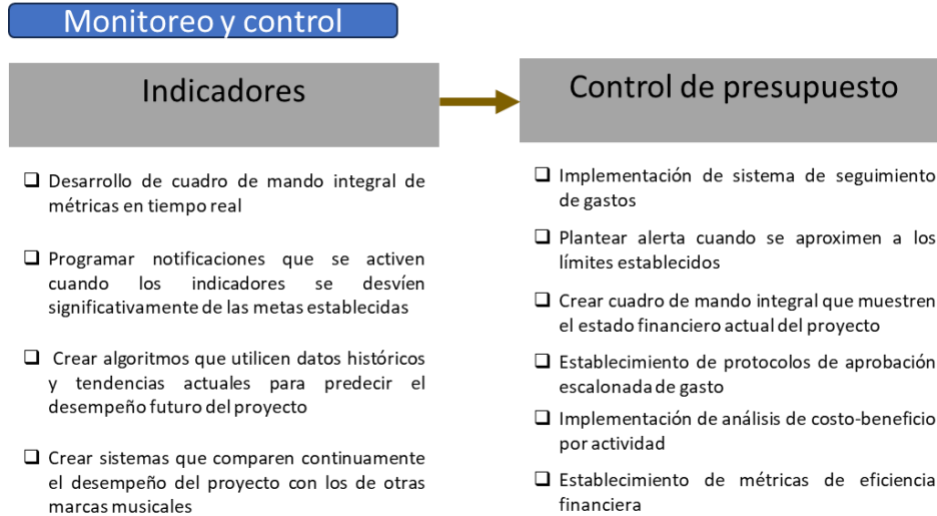 Monitoreo y control
Indicadores
❑ Desarrollo de cuadro de mando integral de
métricas en tiempo real
❑ Programar notificaciones que se activen
cuando los indicadores se desvíen
significativamente de las metas establecidas
❑ Crear algoritmos que utilicen datos históricos
y tendencias actuales para predecir el
desempeño futuro del proyecto
❑ Crear sistemas que comparen continuamente
el desempeño del proyecto con los de otras
marcas musicales
Control de presupuesto
❑ Implementación de sistema de seguimiento
de gastos
❑ Plantear alerta cuando se aproximen a los
límites establecidos
❑ Crear cuadro de mando integral que muestren
el estado financiero actual del proyecto
❑ Establecimiento de protocolos de aprobación
escalonada de gasto
❑ Implementación de análisis de costo-beneficio
por actividad
❑ Establecimiento de métricas de eficiencia
financiera